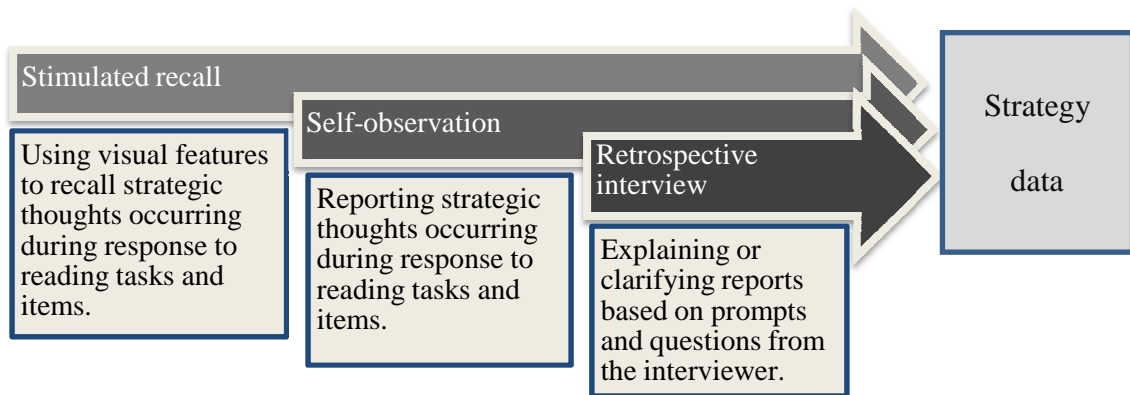 Stimulated recall
Using visual features
to recall strategic
thoughts occurring
during response to
reading tasks and
items.
Self-observation
Reporting strategic
thoughts occurring
during response to
reading tasks and
items.
Retrospective
interview
Explaining or
clarifying reports
based on prompts
and questions from
the interviewer.
Strategy
data